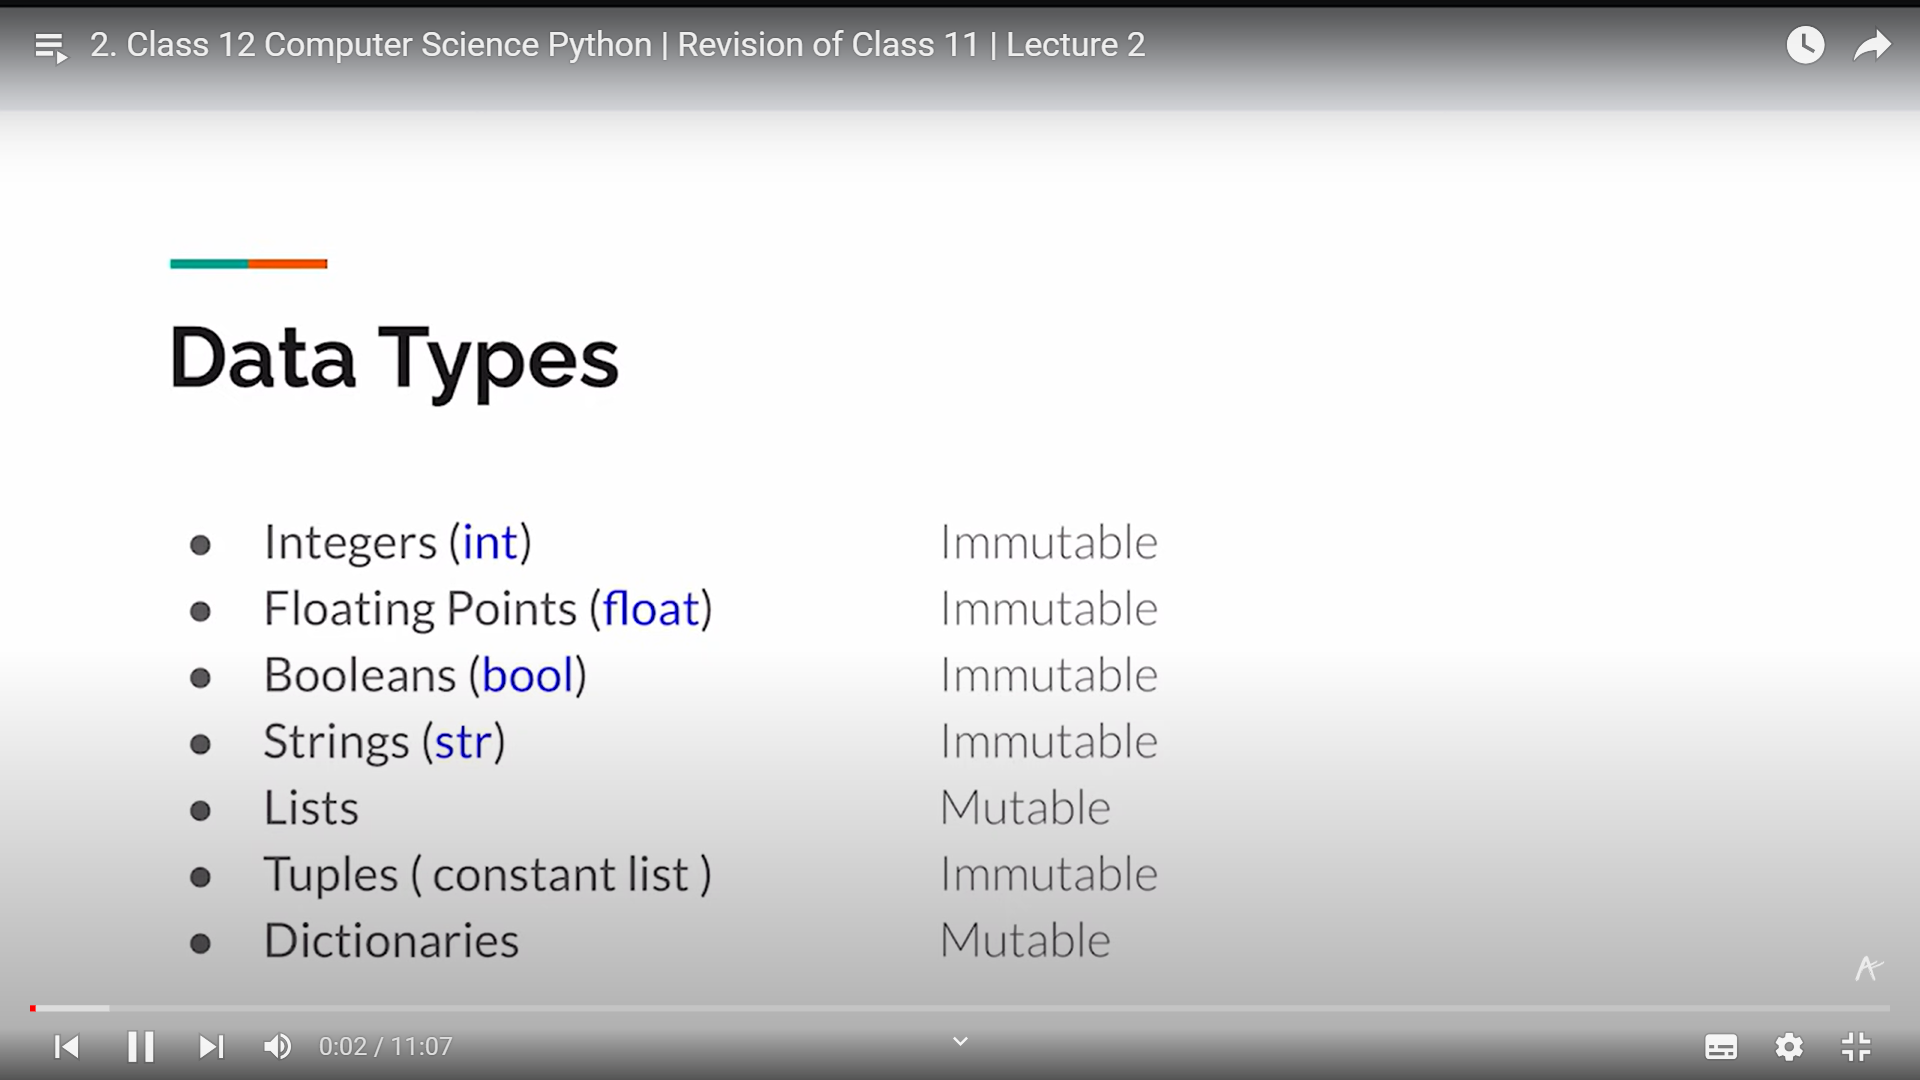 2. Class 12 Computer Science Python | Revision of Class 11 | Lecture 2
Data Types
● Integers (int) Immutable
● Floating Points (float) Immutable
● Booleans (bool) Immutable
● Strings (str) Immutable
● Lists Mutable
● Tuples ( constant list ) Immutable
● Dictionaries Mutable
0:02 / 11:07